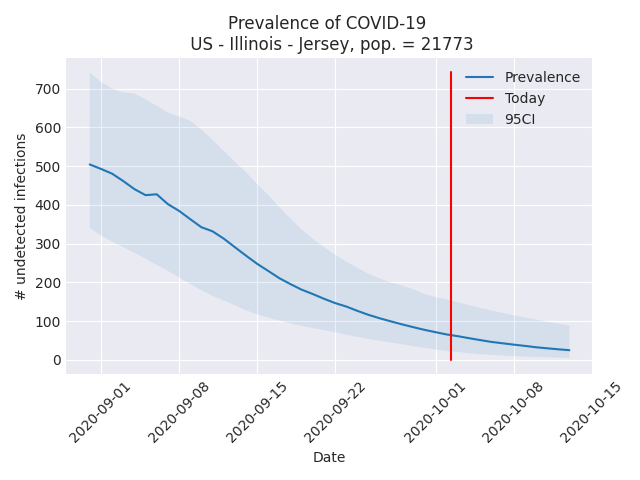 Prevalence of COVID-19
US - Illinois - Jersey, pop. = 21773
Prevalence
Today
95CI
700
600
500
400
300
200
100
0
# undetected infections
2020-09-01
2020-09-08
2020-09-15
2020-09-22
2020-10-01
2020-10-08
2020-10-15
Date